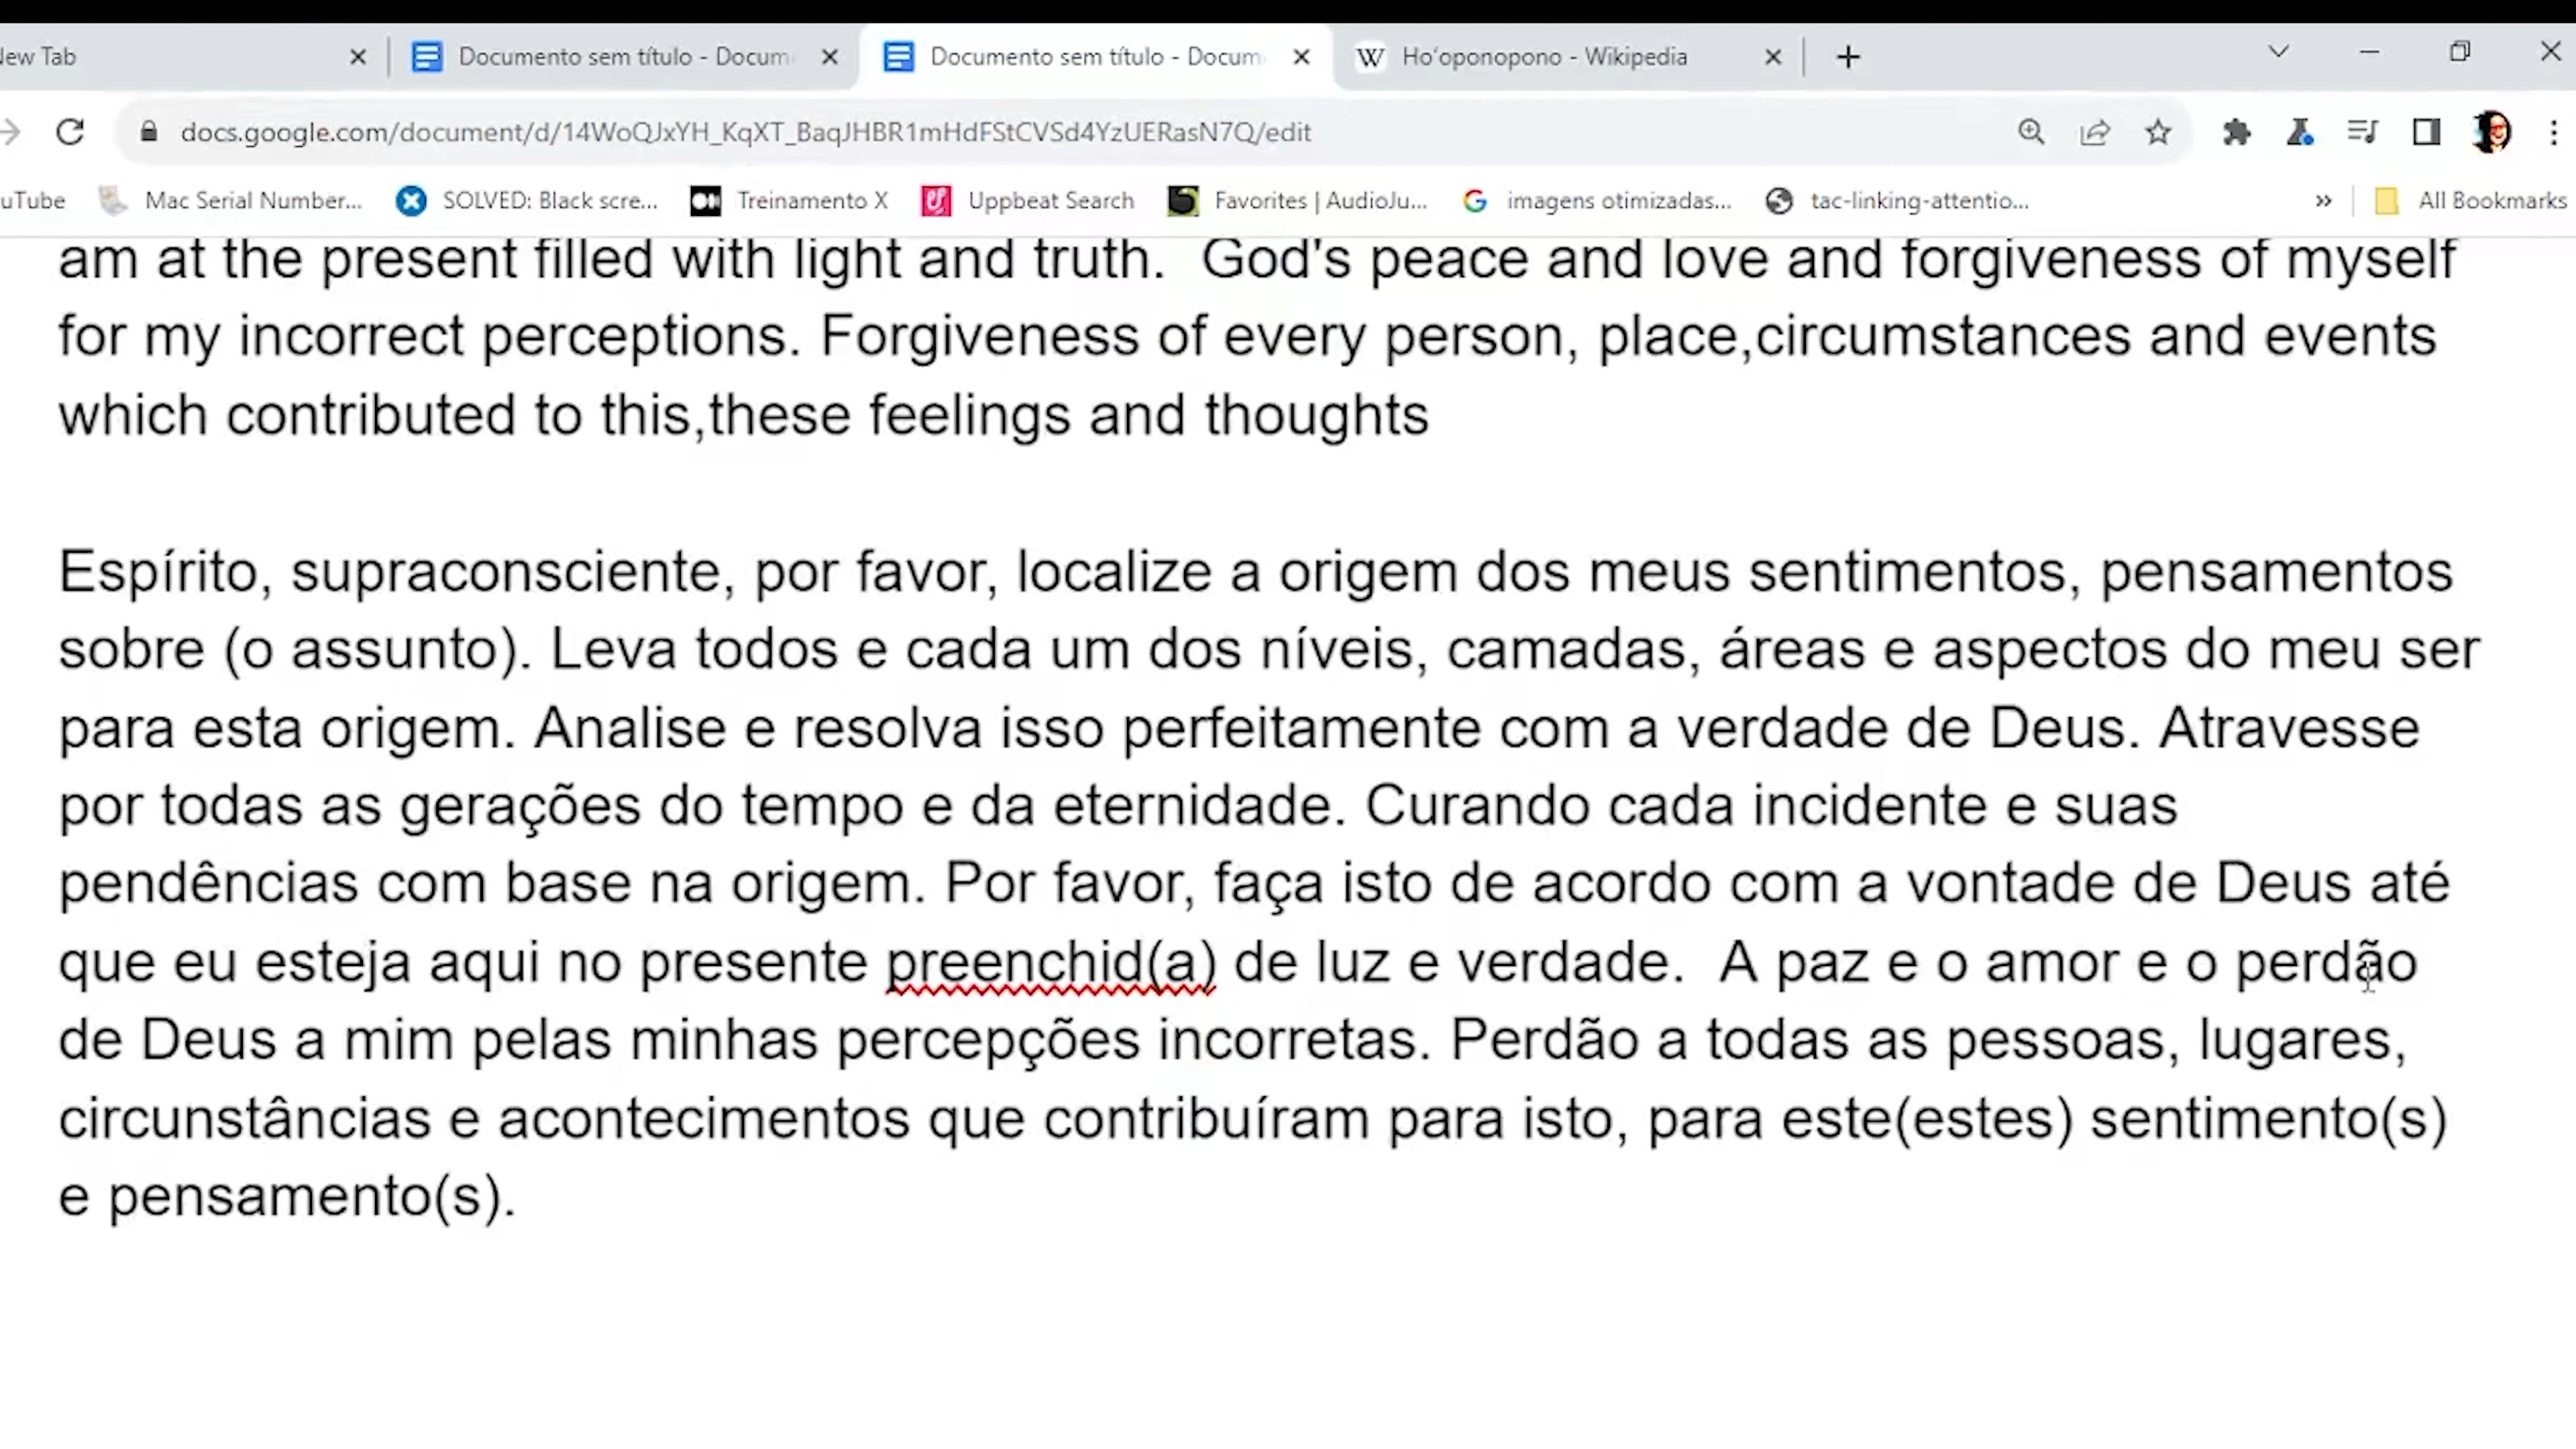 ew Tab
Documento sem título - Docum
Documento sem título - Docum
W Hoʻoponopono - Wikipedia
docs.google.com/document/d/14WoQJxYH_KqXT_BaqJHBR1mHdFStCVSd4YzUERasN7Q/edit
uTube Mac Serial Number... SOLVED: Black scre... Treinamento X Uppbeat Search Favorites | AudioJu... imagens otimizadas... tac-linking-attentio... » All Bookmarks
am at the present filled with light and truth.  God's peace and love and forgiveness of myself
for my incorrect perceptions. Forgiveness of every person, place,circumstances and events
which contributed to this,these feelings and thoughts
Espírito, supraconsciente, por favor, localize a origem dos meus sentimentos, pensamentos
sobre (o assunto). Leva todos e cada um dos níveis, camadas, áreas e aspectos do meu ser
para esta origem. Analise e resolva isso perfeitamente com a verdade de Deus. Atravesse
por todas as gerações do tempo e da eternidade. Curando cada incidente e suas
pendências com base na origem. Por favor, faça isto de acordo com a vontade de Deus até
que eu esteja aqui no presente preenchid(a) de luz e verdade.  A paz e o amor e o perdão
de Deus a mim pelas minhas percepções incorretas. Perdão a todas as pessoas, lugares,
circunstâncias e acontecimentos que contribuíram para isto, para este(estes) sentimento(s)
e pensamento(s).